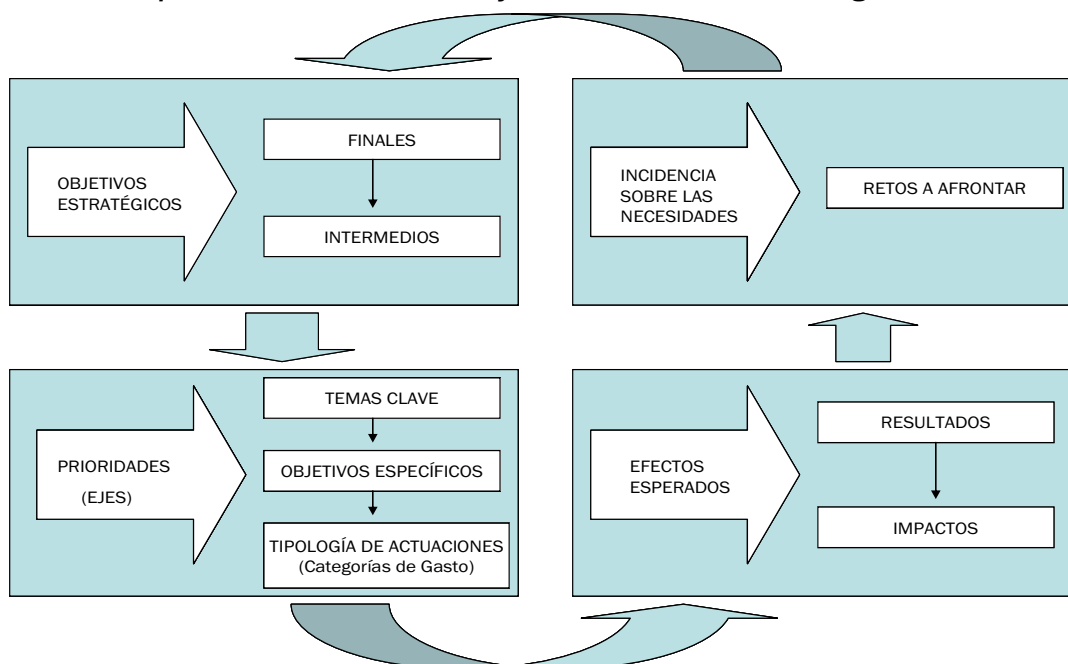 OBJETIVOS
ESTRATÉGICOS
FINALES
INTERMEDIOS
INCIDENCIA
SOBRE LAS
NECESIDADES
RETOS A AFRONTAR
PRIORIDADES
(EJES)
TEMAS CLAVE
OBJETIVOS ESPECÍFICOS
TIPOLOGÍA DE ACTUACIONES
(Categorías de Gasto)
EFECTOS
ESPERADOS
RESULTADOS
IMPACTOS